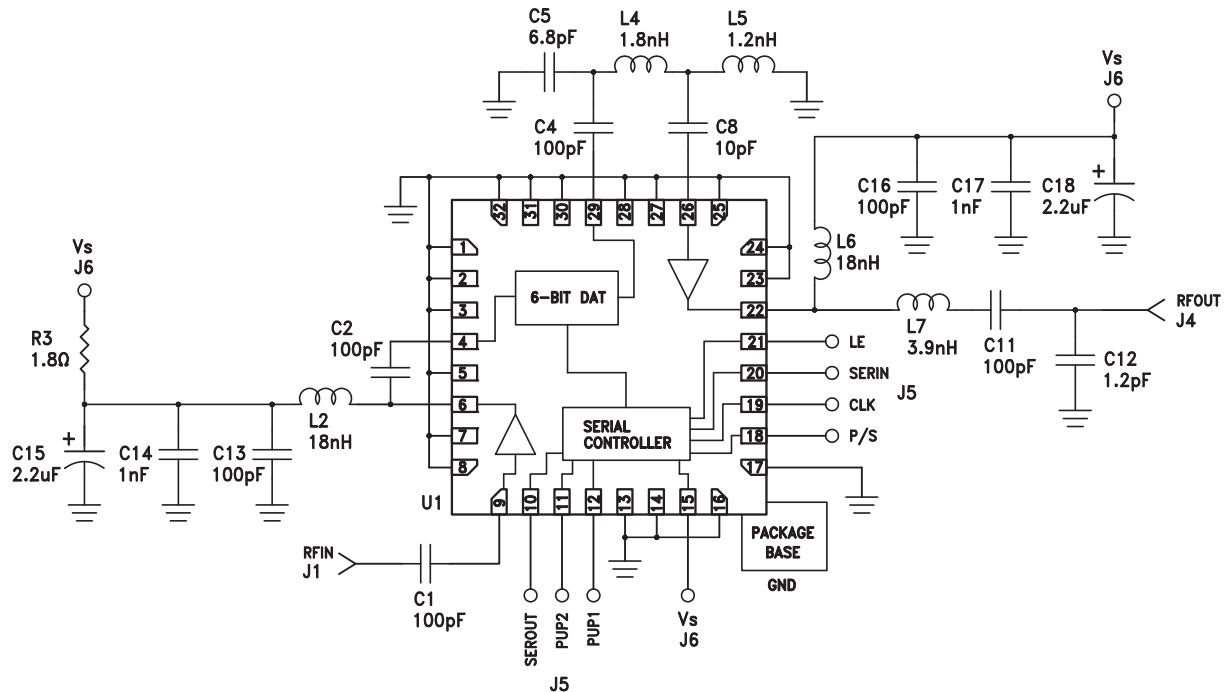 C5
6.8pF
L4
1.8nH
L5
1.2nH
Vs
J6
C4
100pF
C8
10pF
C16
100pF
C17
1nF
+
C18
2.2uF
32
31
30
29
28
27
26
25
Vs
J6
1
2
3
4
5
6
7
8
24
23
22
21
20
19
18
17
6-BIT DAT
L6
18nH
L7
3.9nH
C11
100pF
RFOUT
J4
C12
1.2pF
R3
1.8Ω
C2
100pF
LE
SERIN
CLK
P/S
J5
L2
18nH
SERIAL
CONTROLLER
+
C15
2.2uF
C14
1nF
C13
100pF
U1
9
10
11
12
13
14
15
16
PACKAGE
BASE
GND
RFIN
J1
C1
100pF
SEROUT
PUP2
PUP1
Vs
J6
J5